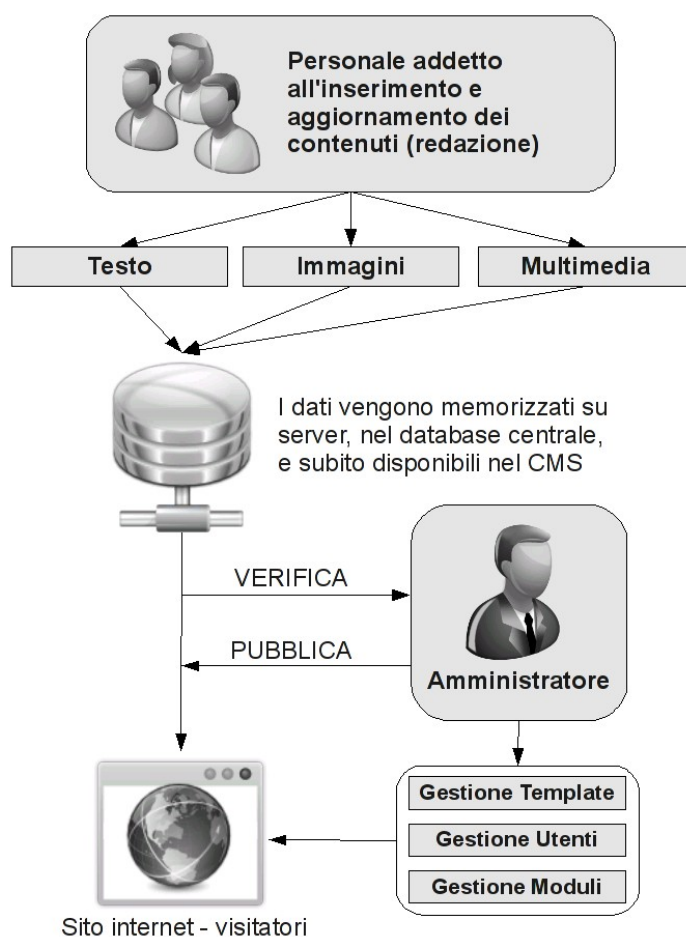 Personale addetto
all'inserimento e
aggiornamento dei
contenuti (redazione)
Testo
Immagini
Multimedia
I dati vengono memorizzati su
server, nel database centrale,
e subito disponibili nel CMS
VERIFICA
PUBBLICA
Amministratore
Gestione Template
Gestione Utenti
Gestione Moduli
Sito internet - visitatori